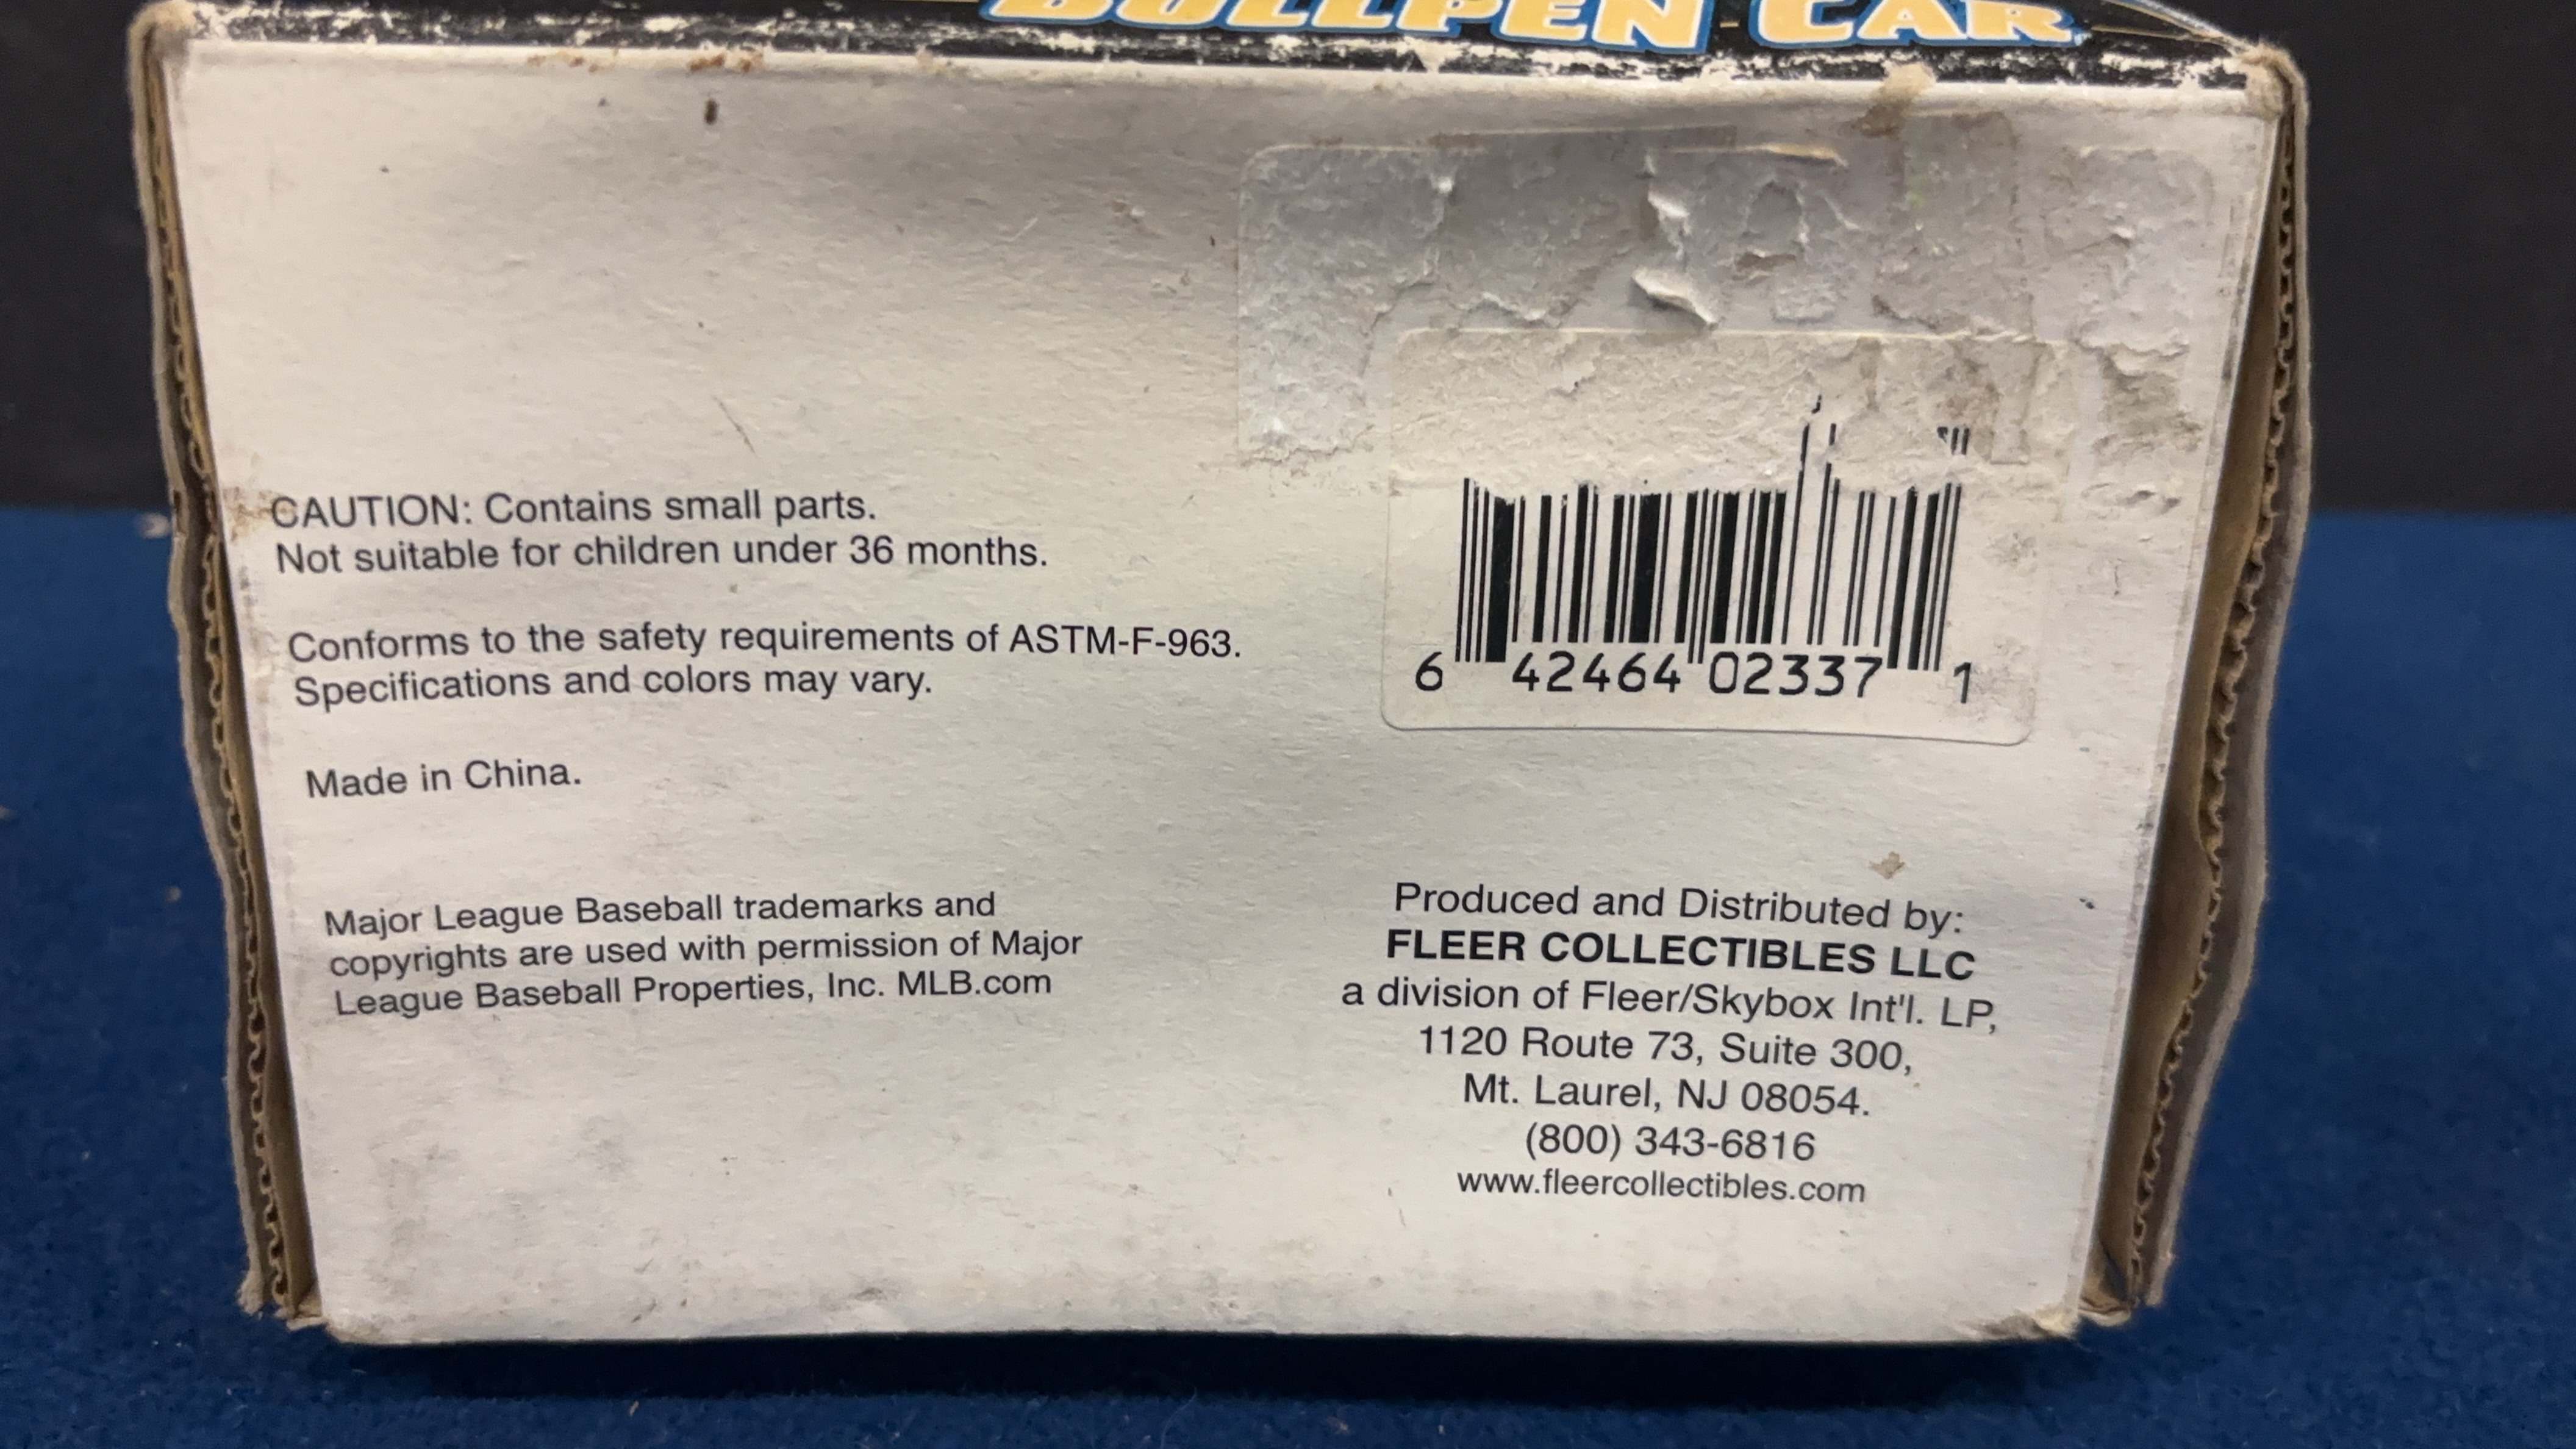 BULLPEN CAR
CAUTION: Contains small parts.
Not suitable for children under 36 months.
Conforms to the safety requirements of ASTM-F-963.
Specifications and colors may vary.
Made in China.
Major League Baseball trademarks and
copyrights are used with permission of Major
League Baseball Properties, Inc. MLB.com
6 42464 02337 1
Produced and Distributed by:
FLEER COLLECTIBLES LLC
a division of Fleer/Skybox Int'l. LP,
1120 Route 73, Suite 300,
Mt. Laurel, NJ 08054.
(800) 343-6816
www.fleercollectibles.com